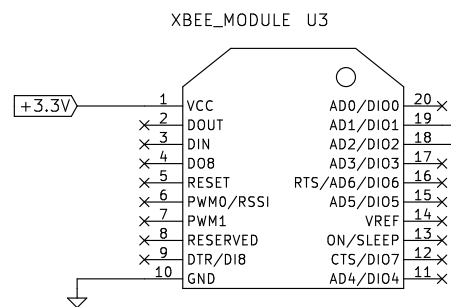 XBEE_MODULE U3
+3.3V
1 VCC AD0/DIO0 20
2 DOUT AD1/DIO1 19
3 DIN AD2/DIO2 18
4 DO8 AD3/DIO3 17
5 RESET RTS/AD6/DIO6 16
6 PWM0/RSSI AD5/DIO5 15
7 PWM1 VREF 14
8 RESERVED ON/SLEEP 13
9 DTR/DI8 CTS/DIO7 12
10 GND AD4/DIO4 11